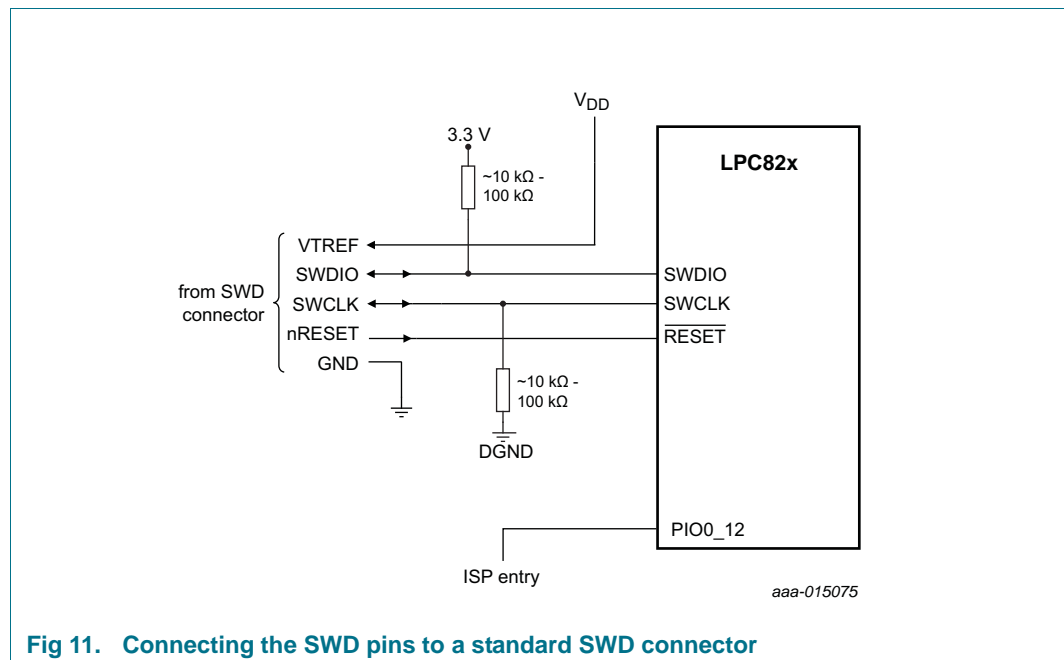 V_DD
3.3 V
LPC82x
~10 kΩ -
100 kΩ
VTREF
SWDIO
SWCLK
nRESET
GND
from SWD
connector
SWDIO
SWCLK
RESET
~10 kΩ -
100 kΩ
DGND
PIO0_12
ISP entry
aaa-015075
Fig 11. Connecting the SWD pins to a standard SWD connector